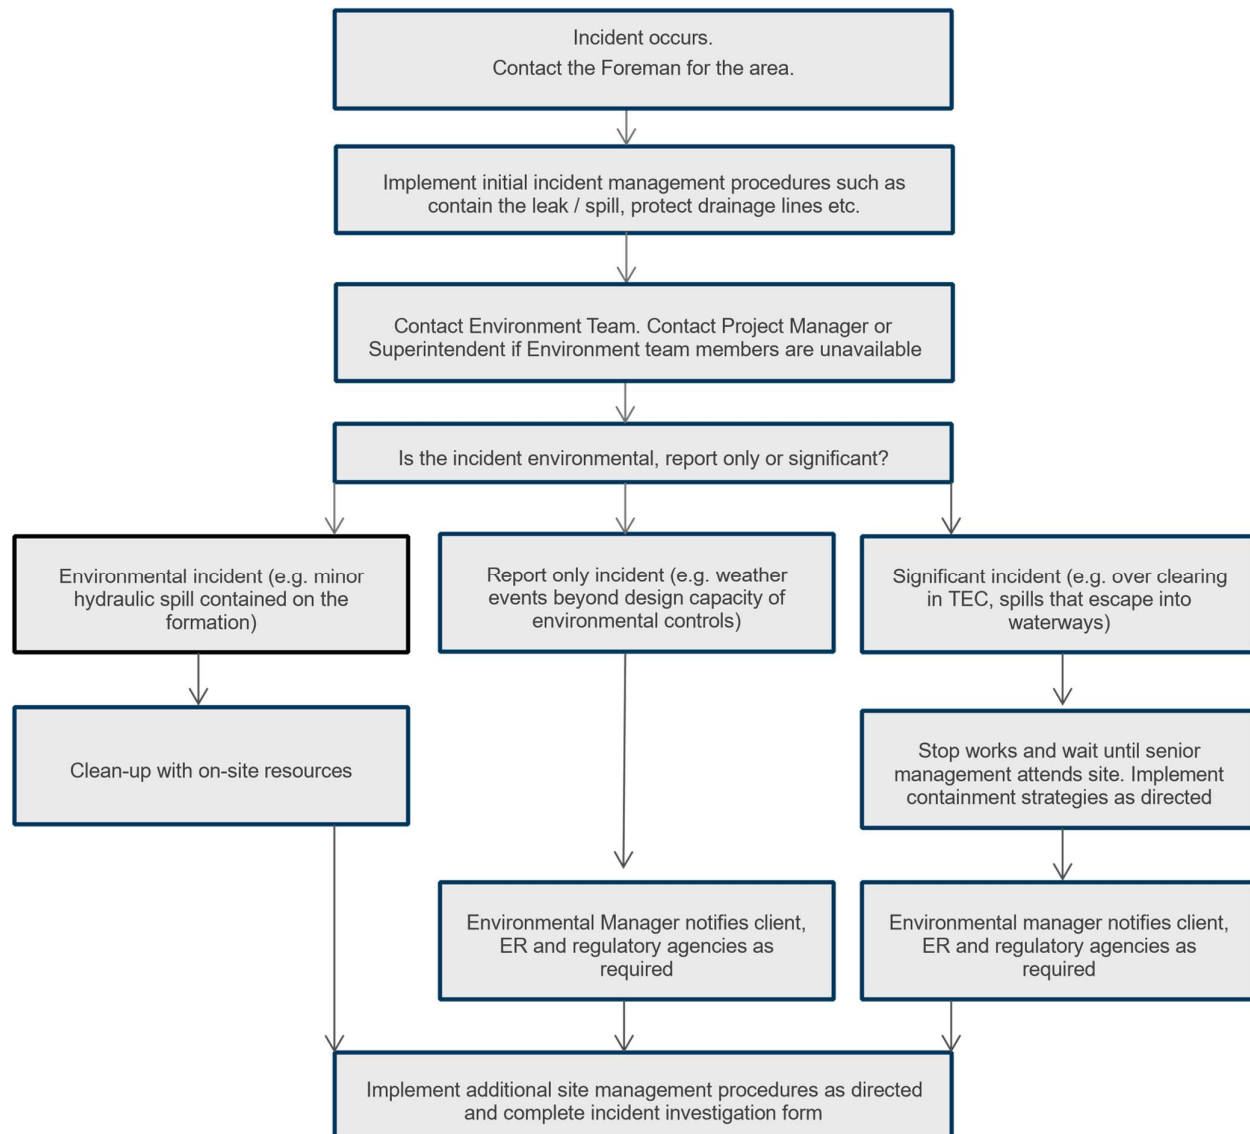 Incident occurs.
Contact the Foreman for the area.
Implement initial incident management procedures such as
contain the leak / spill, protect drainage lines etc.
Contact Environment Team. Contact Project Manager or
Superintendent if Environment team members are unavailable
Is the incident environmental, report only or significant?
Environmental incident (e.g. minor
hydraulic spill contained on the
formation)
Report only incident (e.g. weather
events beyond design capacity of
environmental controls)
Significant incident (e.g. over clearing
in TEC, spills that escape into
waterways)
Clean-up with on-site resources
Stop works and wait until senior
management attends site. Implement
containment strategies as directed
Environmental Manager notifies client,
ER and regulatory agencies as
required
Environmental manager notifies client,
ER and regulatory agencies as
required
Implement additional site management procedures as directed
and complete incident investigation form